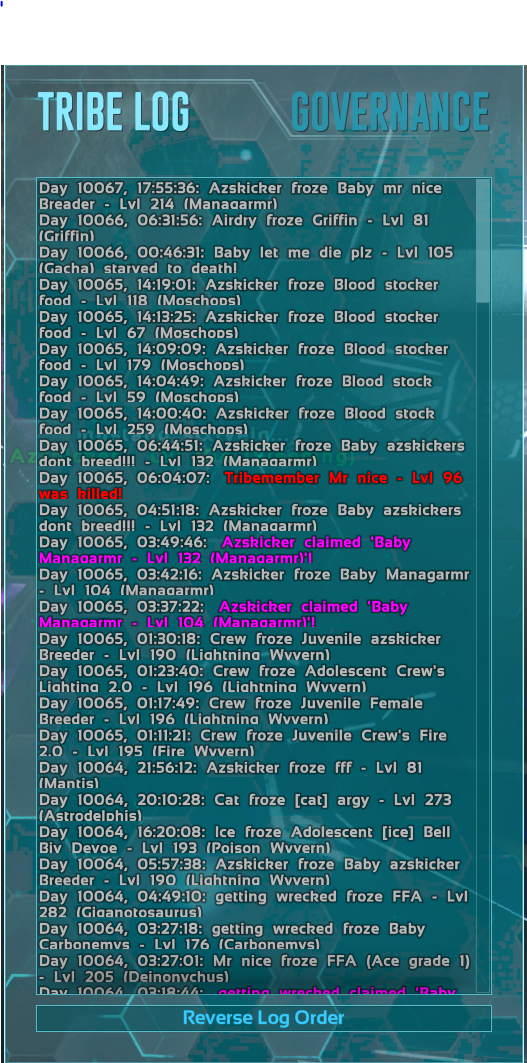 TRIBE LOG GOVERNANCE
Day 10067, 17:55:36: Azskicker froze Baby mr nice
Breader - Lvl 214 (Managarmr)
Day 10066, 06:31:56: Airdry froze Griffin - Lvl 81
(Griffin)
Day 10066, 00:46:31: Baby let me die plz - Lvl 105
(Gacha) starved to death!
Day 10065, 14:19:01: Azskicker froze Blood stocker
food - Lvl 118 (Moschops)
Day 10065, 14:13:25: Azskicker froze Blood stocker
food - Lvl 67 (Moschops)
Day 10065, 14:09:09: Azskicker froze Blood stocker
food - Lvl 179 (Moschops)
Day 10065, 14:04:49: Azskicker froze Blood stock
food - Lvl 59 (Moschops)
Day 10065, 14:00:40: Azskicker froze Blood stock
food - Lvl 259 (Moschops)
Day 10065, 06:44:51: Azskicker froze Baby azskickers
dont breed!!! - Lvl 132 (Managarmr)
Day 10065, 06:04:07: Tribemember Mr nice - Lvl 96
was killed!
Day 10065, 04:51:18: Azskicker froze Baby azskickers
dont breed!!! - Lvl 132 (Managarmr)
Day 10065, 03:49:46: Azskicker claimed 'Baby
Managarmr - Lvl 132 (Managarmr)'!
Day 10065, 03:42:16: Azskicker froze Baby Managarmr
- Lvl 104 (Managarmr)
Day 10065, 03:37:22: Azskicker claimed 'Baby
Managarmr - Lvl 104 (Managarmr)'!
Day 10065, 01:30:18: Crew froze Juvenile azskicker
Breeder - Lvl 190 (Lightning Wyvern)
Day 10065, 01:23:40: Crew froze Adolescent Crew's
Lighting 2.0 - Lvl 196 (Lightning Wyvern)
Day 10065, 01:17:49: Crew froze Juvenile Female
Breeder - Lvl 196 (Lightning Wyvern)
Day 10065, 01:11:21: Crew froze Juvenile Crew's Fire
2.0 - Lvl 195 (Fire Wyvern)
Day 10064, 21:56:12: Azskicker froze fff - Lvl 81
(Mantis)
Day 10064, 20:10:28: Cat froze [cat] argy - Lvl 273
(Astrodelphis)
Day 10064, 16:20:08: Ice froze Adolescent [ice] Bell
Biv Devoe - Lvl 193 (Poison Wyvern)
Day 10064, 05:57:38: Azskicker froze Baby azskicker
Breeder - Lvl 190 (Lightning Wyvern)
Day 10064, 04:49:10: getting wrecked froze FFA - Lvl
282 (Giganotosaurus)
Day 10064, 03:27:18: getting wrecked froze Baby
Carbonemys - Lvl 176 (Carbonemys)
Day 10064, 03:27:01: Mr nice froze FFA (Ace grade 1)
- Lvl 205 (Deinonychus)
Day 10064, 03:18:44: getting wrecked claimed 'Baby
Reverse Log Order